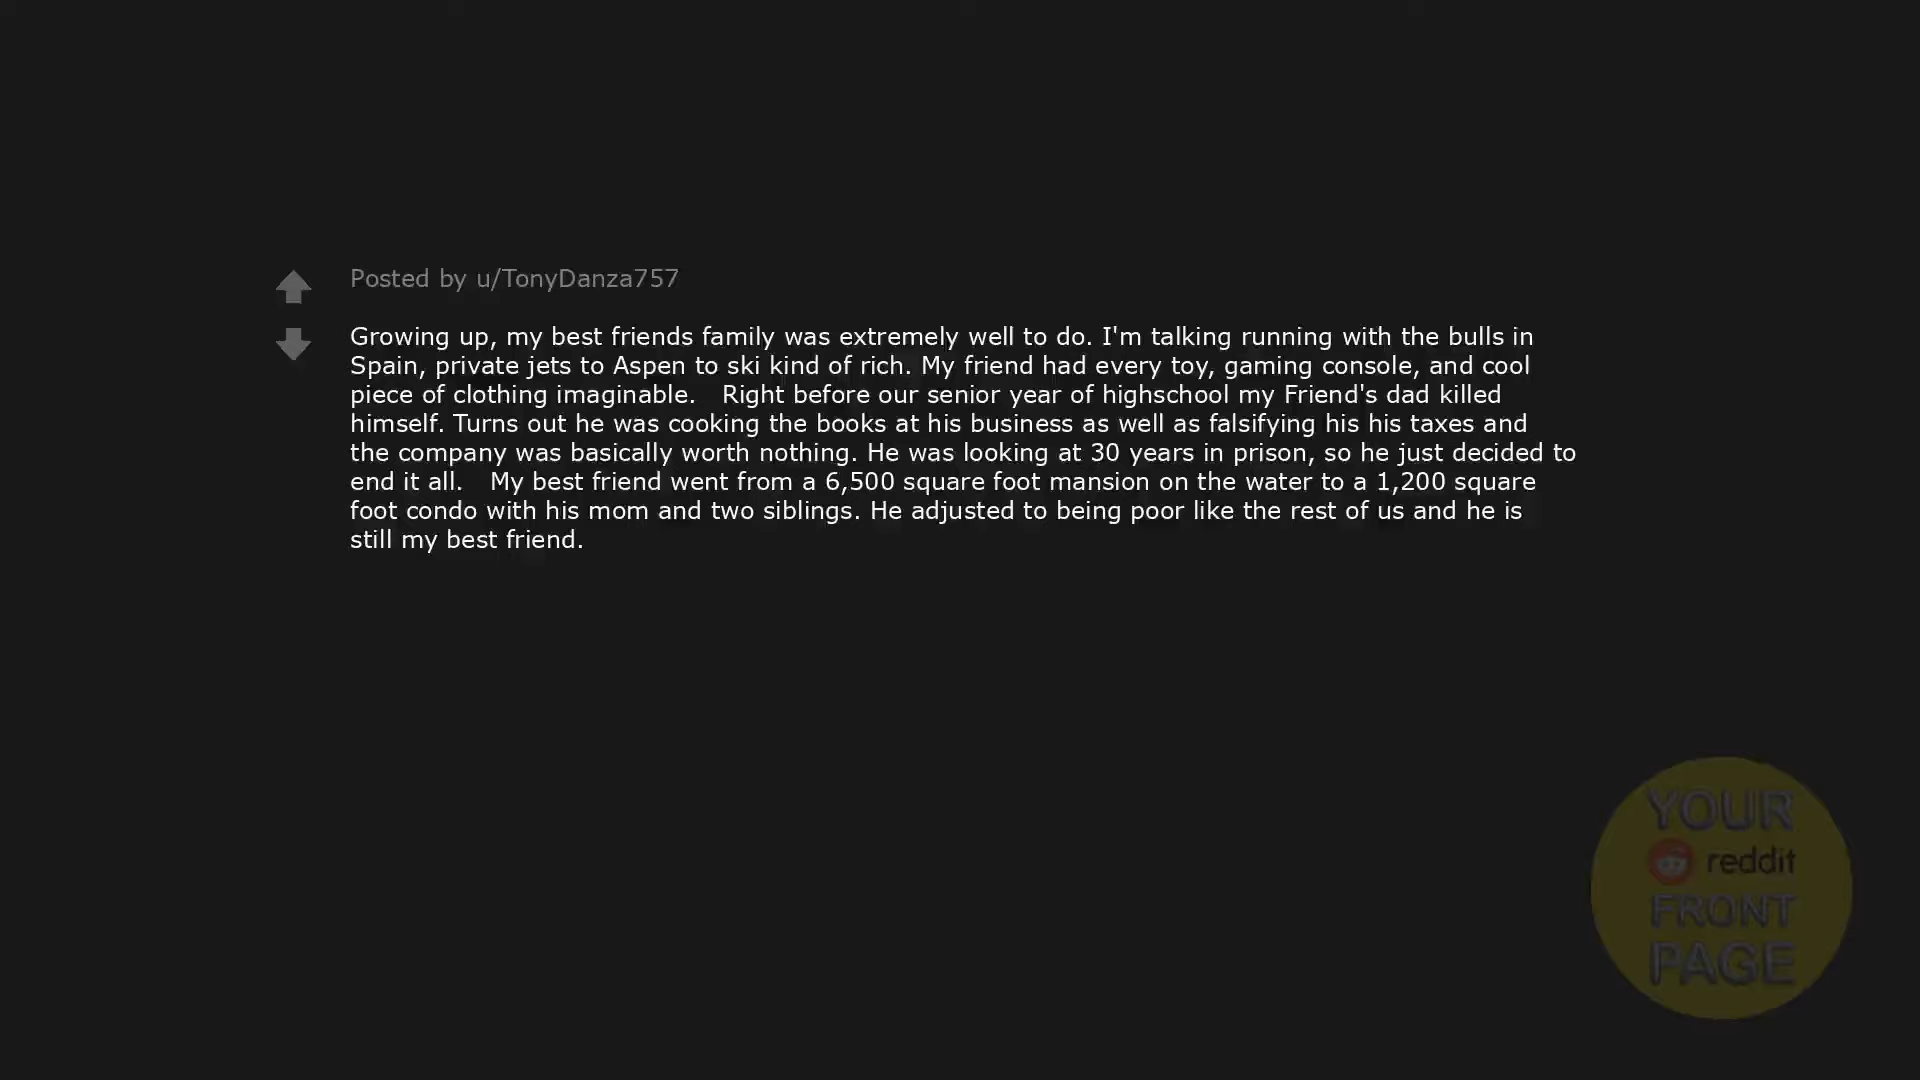 Posted by u/TonyDanza757
Growing up, my best friends family was extremely well to do. I'm talking running with the bulls in
Spain, private jets to Aspen to ski kind of rich. My friend had every toy, gaming console, and cool
piece of clothing imaginable.   Right before our senior year of highschool my Friend's dad killed
himself. Turns out he was cooking the books at his business as well as falsifying his his taxes and
the company was basically worth nothing. He was looking at 30 years in prison, so he just decided to
end it all.   My best friend went from a 6,500 square foot mansion on the water to a 1,200 square
foot condo with his mom and two siblings. He adjusted to being poor like the rest of us and he is
still my best friend.
YOUR
reddit
FRONT
PAGE